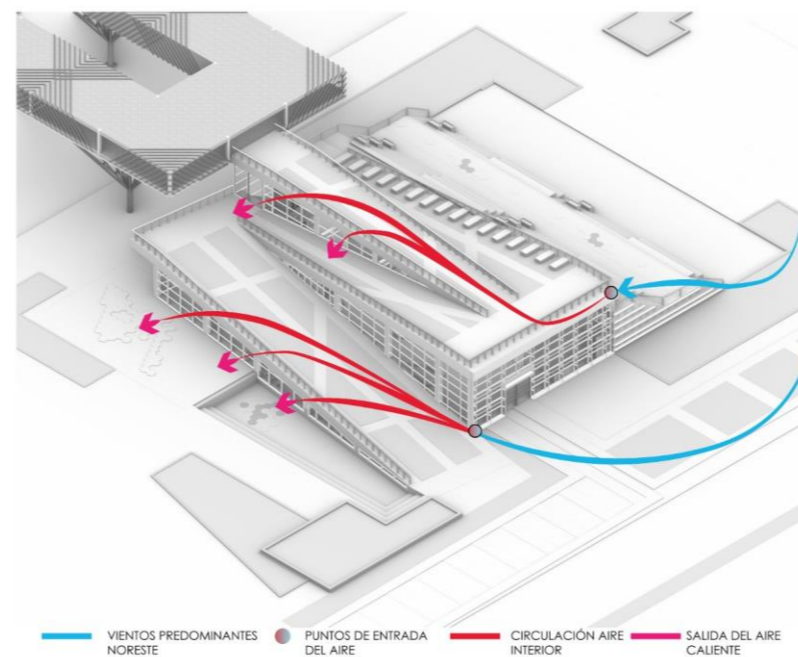 VIENTOS PREDOMINANTES
NORESTE
PUNTOS DE ENTRADA
DEL AIRE
CIRCULACIÓN AIRE
INTERIOR
SALIDA DEL AIRE
CALIENTE